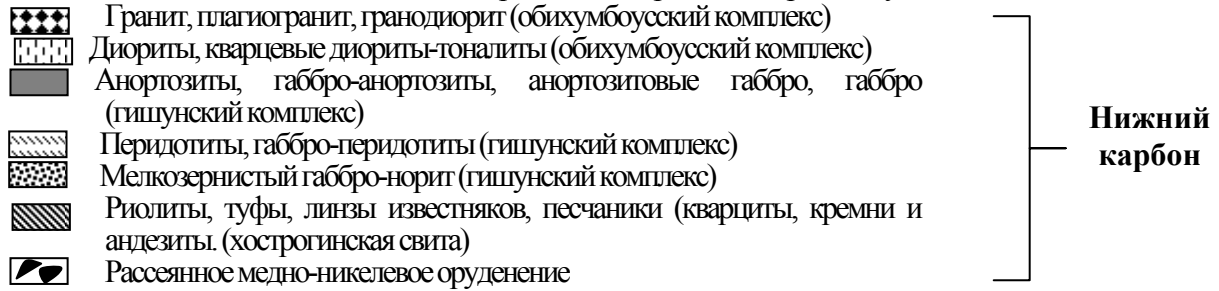 Гранит, плагиогранит, гранодиорит (обихумбоусский комплекс)
Диориты, кварцевые диориты-тоналиты (обихумбоусский комплекс)
Анортозиты, габбро-анортозиты, анортозитовые габбро, габбро
(гишунский комплекс)
Перидотиты, габбро-перидотиты (гишунский комплекс)
Мелкозернистый габбро-норит (гишунский комплекс)
Риолиты, туфы, линзы известняков, песчаники (кварциты, кремни и
андезиты. (хострогинская свита)
Рассеянное медно-никелевое оруденение
Нижний
карбон